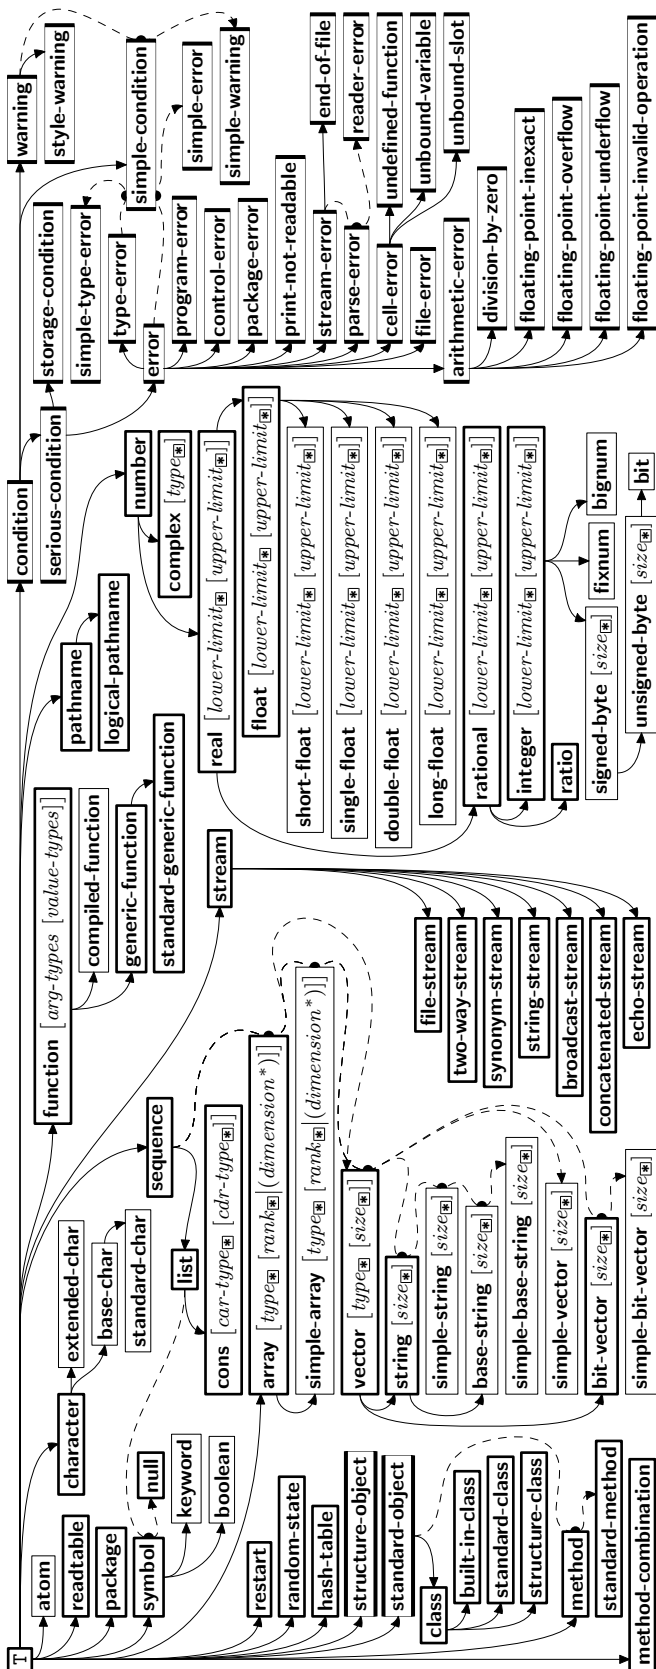 T
atom
readtable
package
symbol
null
keyword
boolean
restart
random-state
hash-table
structure-object
standard-object
class
built-in-class
standard-class
structure-class
method
standard-method
method-combination
character
extended-char
base-char
standard-char
sequence
list
cons [car-type* [cdr-type*]]
array [type* [rank*|(dimension*)]]
simple-array [type* [rank*|(dimension*)]]
vector [type* [size*]]
string [size*]
simple-string [size*]
base-string [size*]
simple-base-string [size*]
simple-vector [size*]
bit-vector [size*]
simple-bit-vector [size*]
function [arg-types [value-types]]
compiled-function
generic-function
standard-generic-function
stream
file-stream
two-way-stream
synonym-stream
string-stream
broadcast-stream
concatenated-stream
echo-stream
pathname
logical-pathname
number
complex [type*]
real [lower-limit* [upper-limit*]]
float [lower-limit* [upper-limit*]]
short-float [lower-limit* [upper-limit*]]
single-float [lower-limit* [upper-limit*]]
double-float [lower-limit* [upper-limit*]]
long-float [lower-limit* [upper-limit*]]
rational [lower-limit* [upper-limit*]]
integer [lower-limit* [upper-limit*]]
ratio
signed-byte [size*]
fixnum
bignum
unsigned-byte [size*]
bit
condition
serious-condition
storage-condition
simple-type-error
type-error
error
program-error
control-error
package-error
print-not-readable
stream-error
parse-error
cell-error
file-error
arithmetic-error
division-by-zero
floating-point-inexact
floating-point-overflow
floating-point-underflow
floating-point-invalid-operation
warning
style-warning
simple-condition
simple-error
simple-warning
end-of-file
reader-error
undefined-function
unbound-variable
unbound-slot